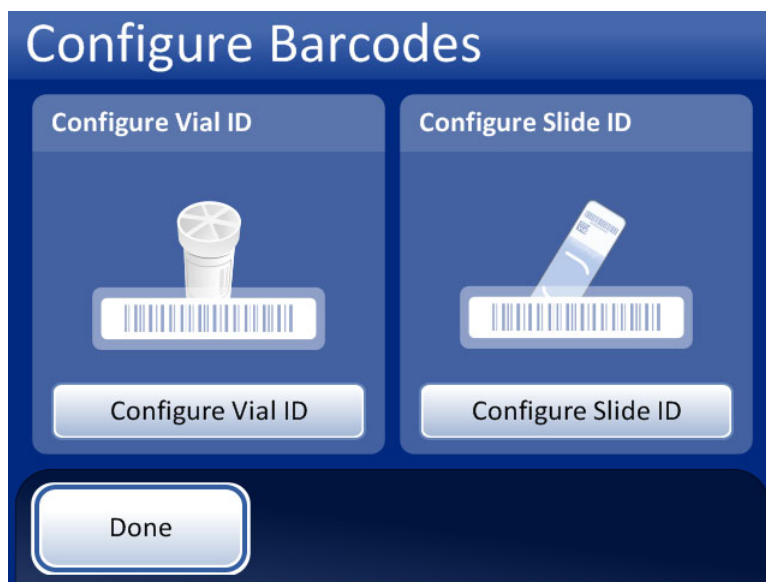 Configure Barcodes
Configure Vial ID
Configure Slide ID
Configure Vial ID
Configure Slide ID
Done